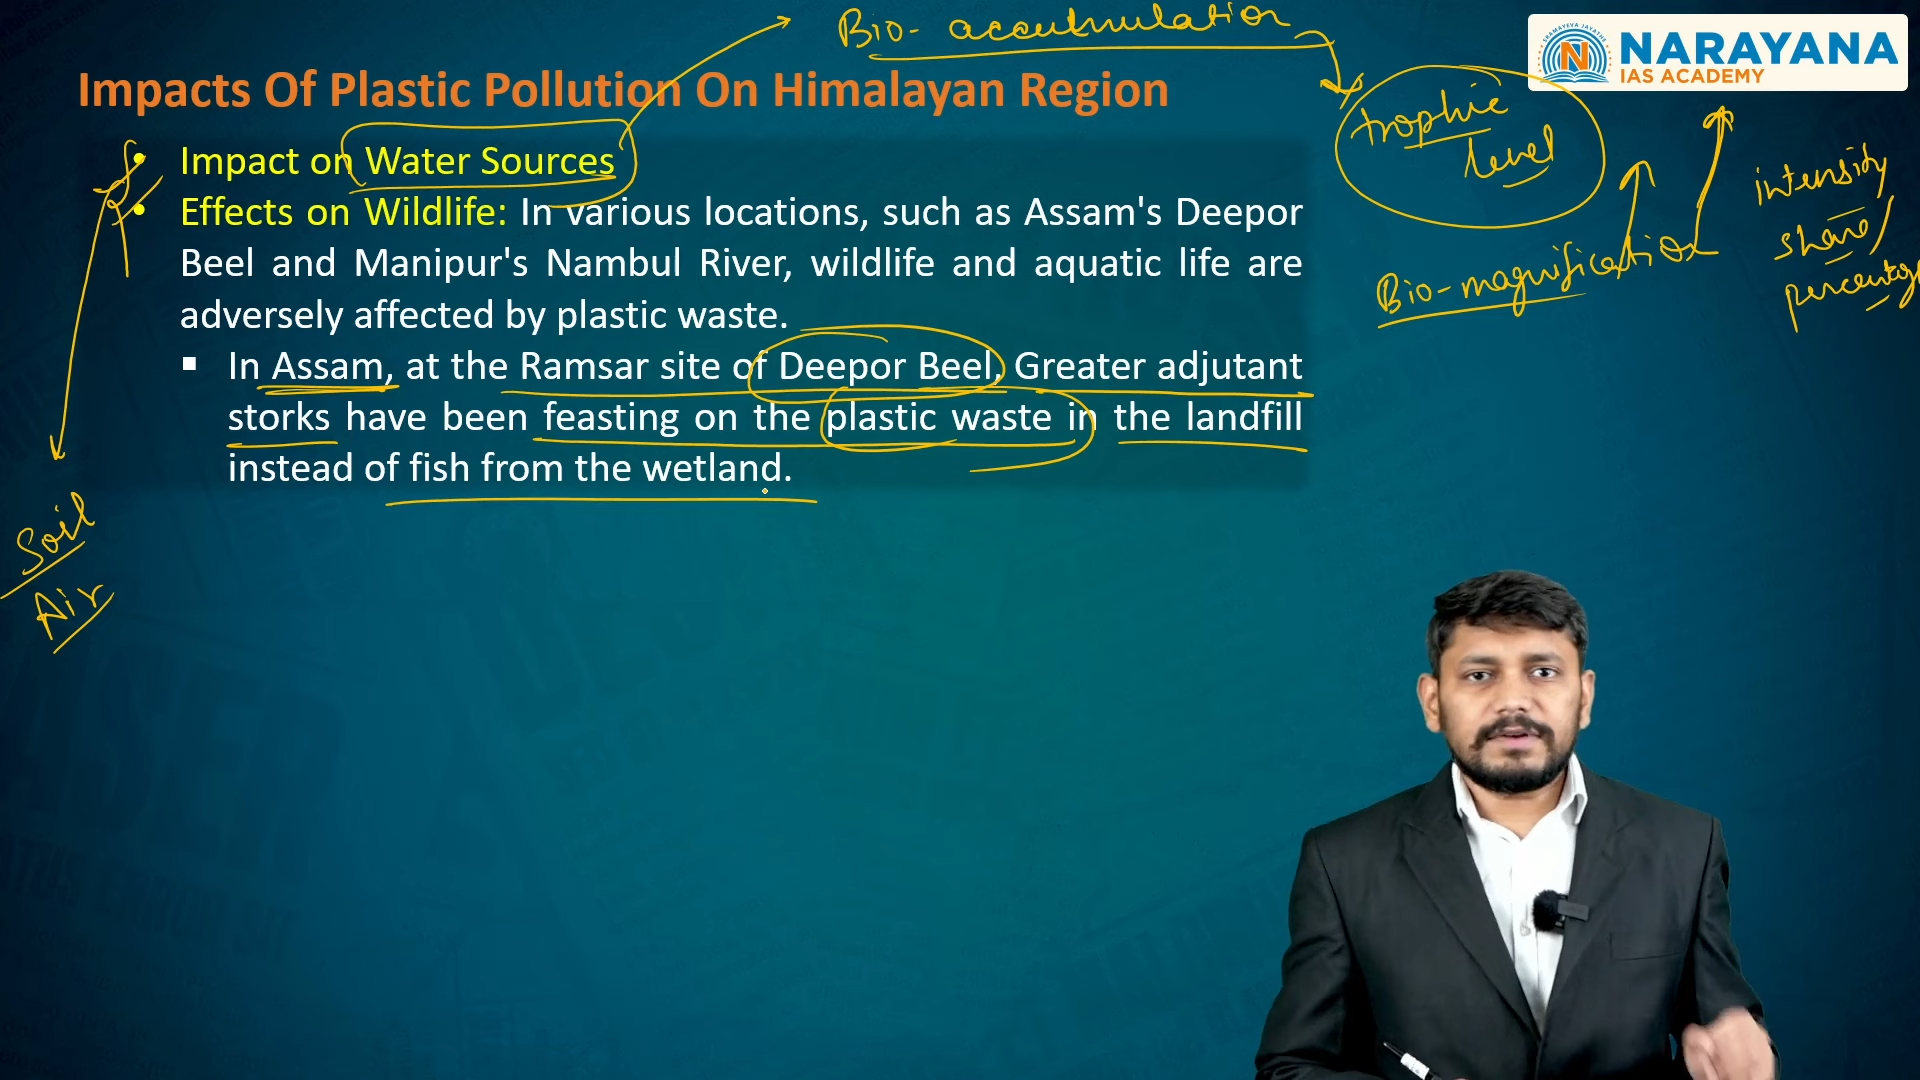 Bio- accumulation
NARAYANA
IAS ACADEMY
Impacts Of Plastic Pollution On Himalayan Region
trophic
level
• Impact on Water Sources
intensity
share/
percentage
• Effects on Wildlife: In various locations, such as Assam's Deepor
Beel and Manipur's Nambul River, wildlife and aquatic life are
adversely affected by plastic waste.
Bio-magnification
▪ In Assam, at the Ramsar site of Deepor Beel, Greater adjutant
storks have been feasting on the plastic waste in the landfill
instead of fish from the wetland.
Soil
Air